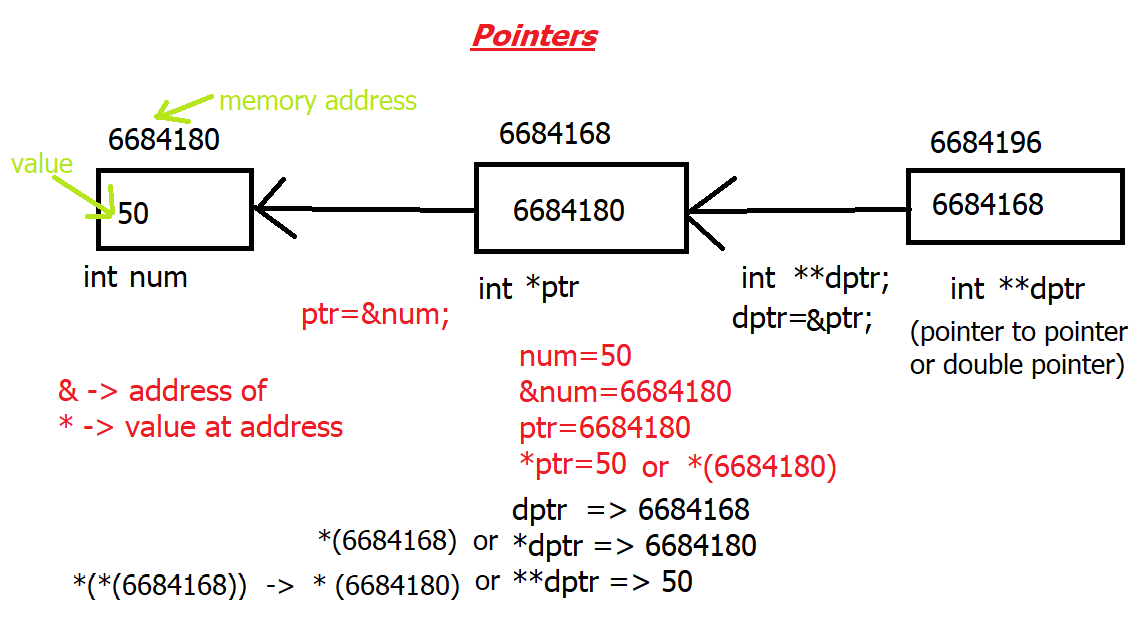 Pointers
memory address
6684180
6684168
6684196
value
50
6684180
6684168
int num
int *ptr
int **dptr;
int **dptr
ptr=&num;
dptr=&ptr;
(pointer to pointer
or double pointer)
num=50
& -> address of
&num=6684180
* -> value at address
ptr=6684180
*ptr=50 or *(6684180)
dptr => 6684168
*(6684168) or *dptr => 6684180
*(*(6684168)) -> * (6684180) or **dptr => 50